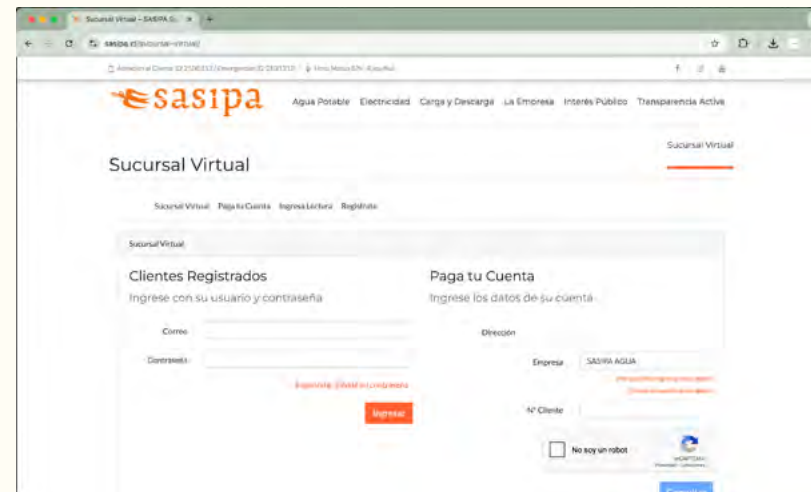 Sucursal Virtual – SASIPA S...
sasipa.cl/sucursal-virtual/
sasipa
Agua Potable Electricidad Carga y Descarga La Empresa Interés Público Transparencia Activa
Sucursal Virtual
Sucursal Virtual
Sucursal Virtual Paga tu Cuenta Ingresa Lectura Regístrate
Sucursal Virtual
Clientes Registrados
Ingrese con su usuario y contraseña
Correo
Contraseña
Ingresar
Paga tu Cuenta
Ingrese los datos de su cuenta
Dirección
Empresa
SASIPA AGUA
N° Cliente
No soy un robot
reCAPTCHA
Consultar